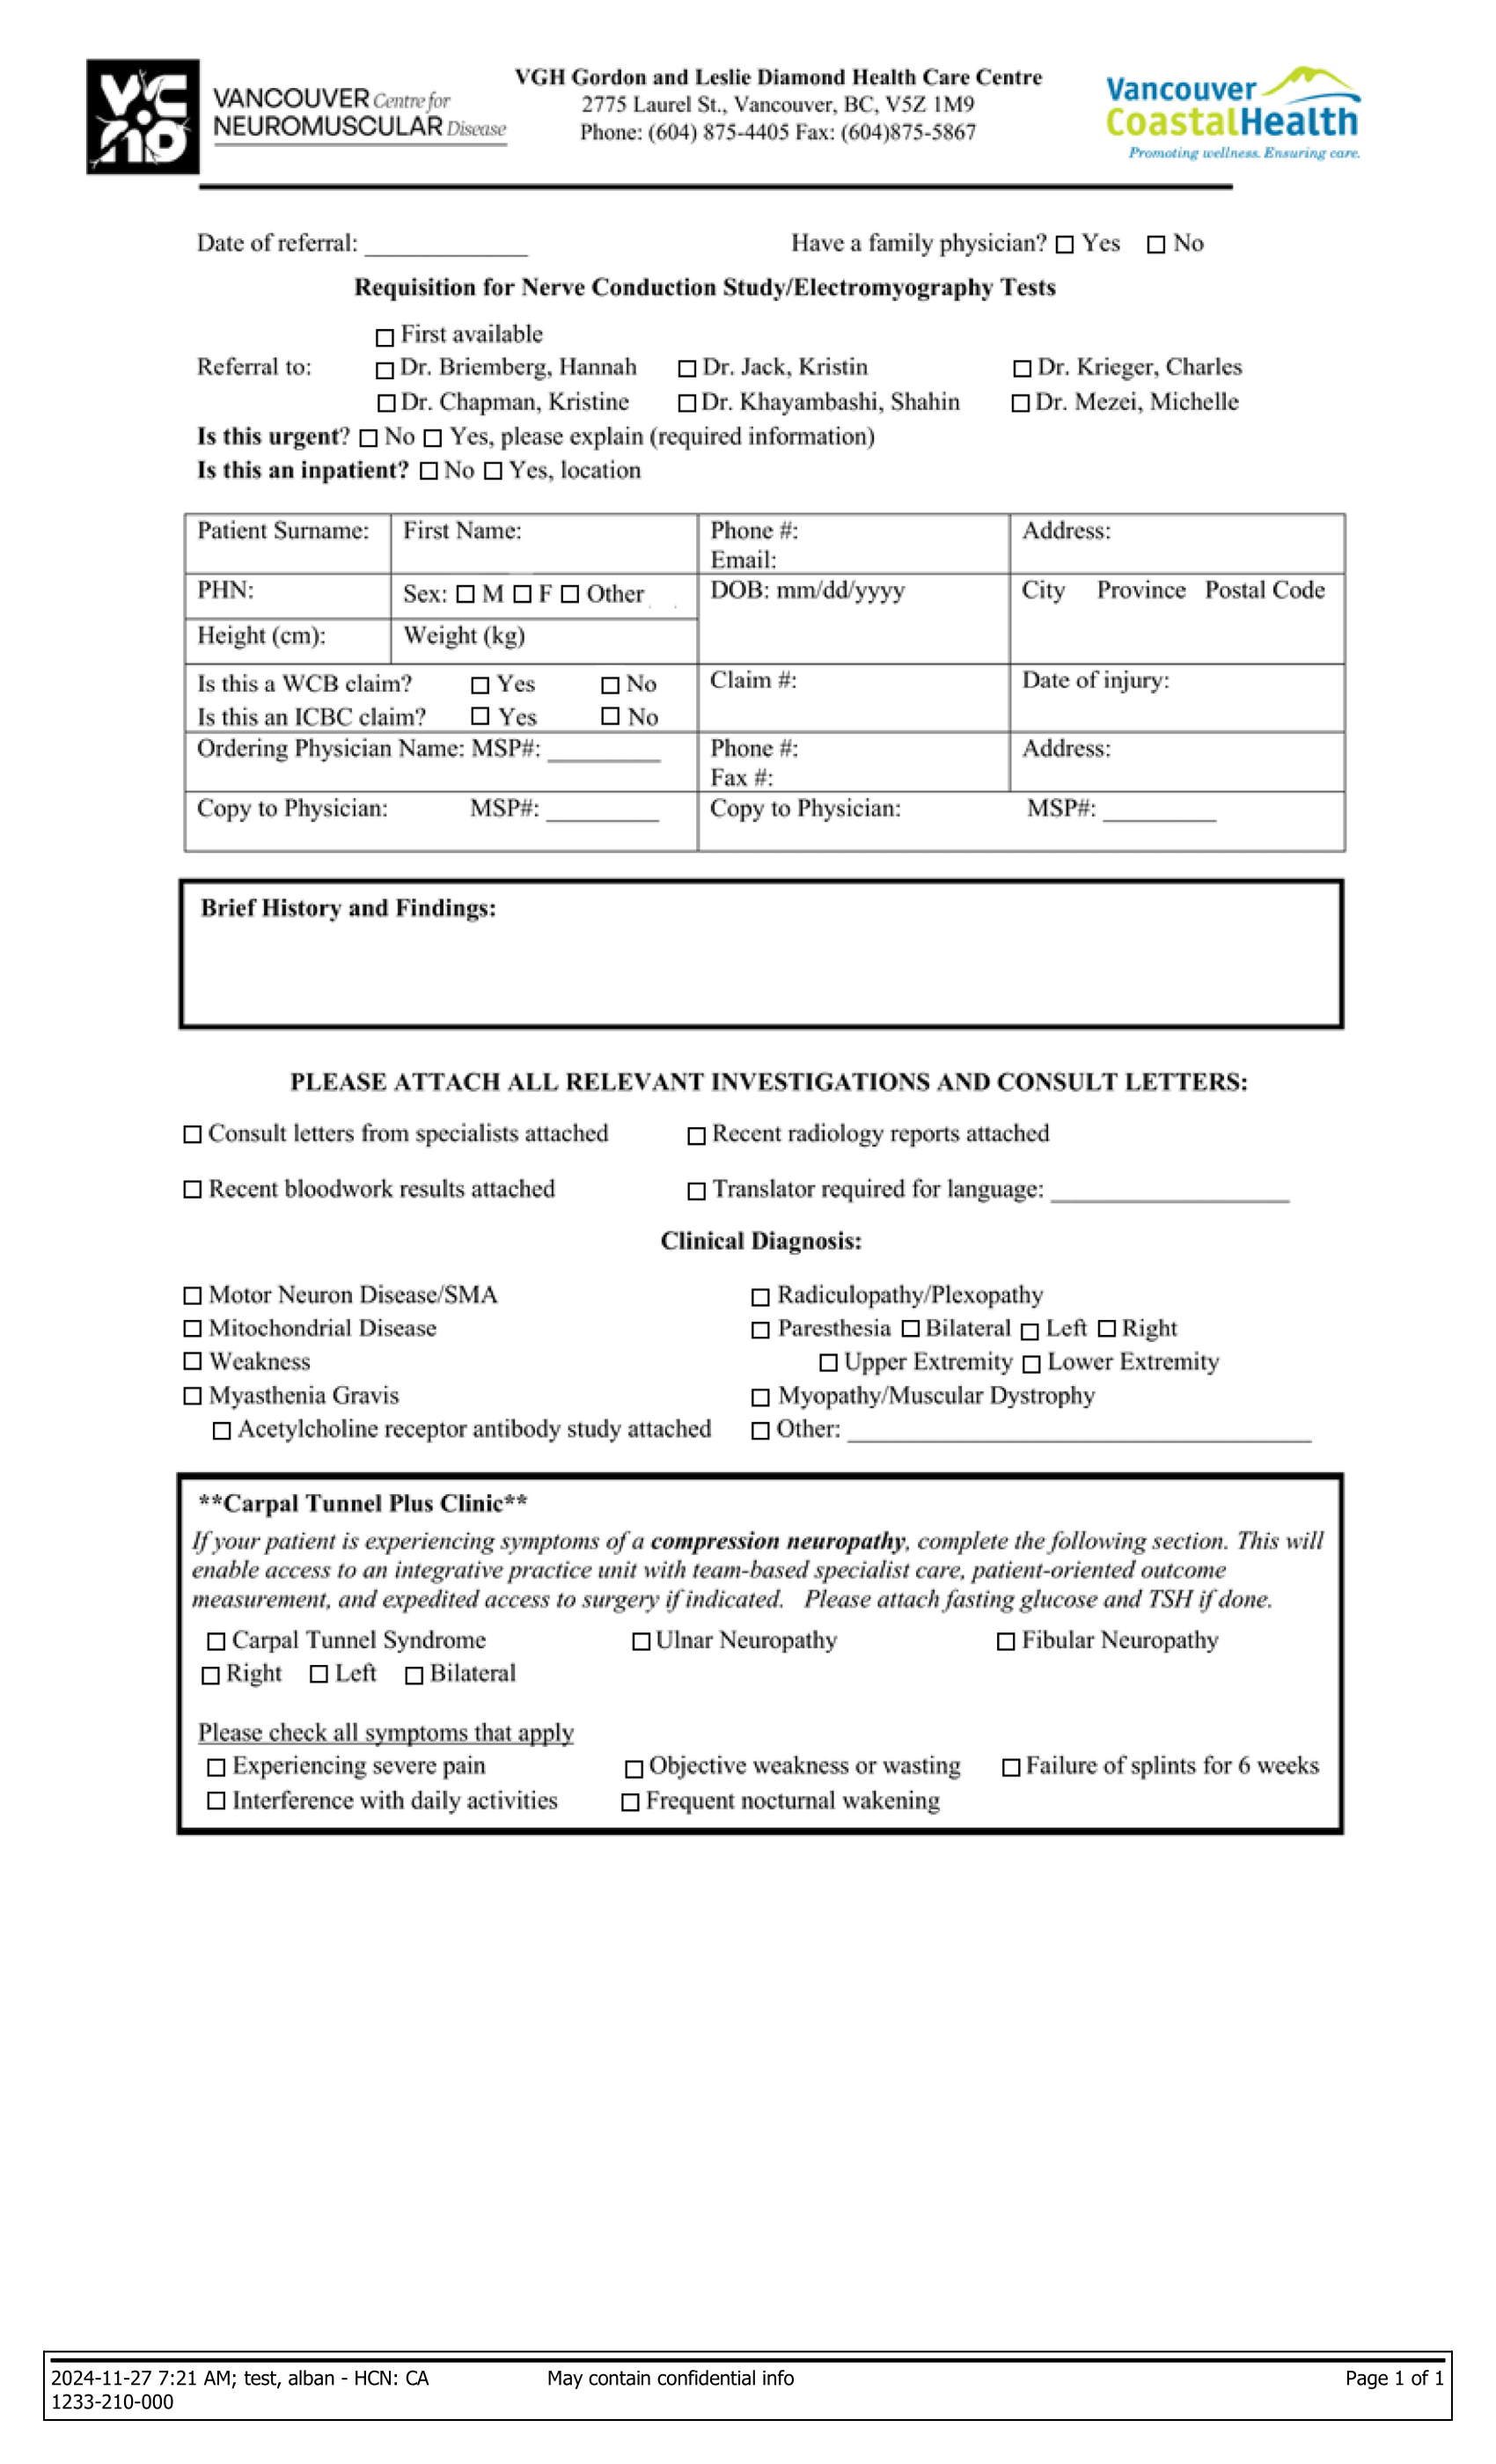 VCND
VANCOUVER Centre for
NEUROMUSCULAR Disease
VGH Gordon and Leslie Diamond Health Care Centre
2775 Laurel St., Vancouver, BC, V5Z 1M9
Phone: (604) 875-4405 Fax: (604)875-5867
Vancouver
CoastalHealth
Promoting wellness. Ensuring care.
Date of referral: ____________ Have a family physician? ☐ Yes ☐ No
Requisition for Nerve Conduction Study/Electromyography Tests
☐ First available
Referral to: ☐ Dr. Briemberg, Hannah ☐ Dr. Jack, Kristin ☐ Dr. Krieger, Charles
☐ Dr. Chapman, Kristine ☐ Dr. Khayambashi, Shahin ☐ Dr. Mezei, Michelle
Is this urgent? ☐ No ☐ Yes, please explain (required information)
Is this an inpatient? ☐ No ☐ Yes, location
Patient Surname: First Name: Phone #: Address:
Email:
PHN: Sex: ☐ M ☐ F ☐ Other DOB: mm/dd/yyyy City Province Postal Code
Height (cm): Weight (kg)
Is this a WCB claim? ☐ Yes ☐ No Claim #: Date of injury:
Is this an ICBC claim? ☐ Yes ☐ No
Ordering Physician Name: MSP#: ________ Phone #: Address:
Fax #:
Copy to Physician: MSP#: ________ Copy to Physician: MSP#: ________
Brief History and Findings:
PLEASE ATTACH ALL RELEVANT INVESTIGATIONS AND CONSULT LETTERS:
☐ Consult letters from specialists attached ☐ Recent radiology reports attached
☐ Recent bloodwork results attached ☐ Translator required for language: ________________
Clinical Diagnosis:
☐ Motor Neuron Disease/SMA ☐ Radiculopathy/Plexopathy
☐ Mitochondrial Disease ☐ Paresthesia ☐ Bilateral ☐ Left ☐ Right
☐ Weakness ☐ Upper Extremity ☐ Lower Extremity
☐ Myasthenia Gravis ☐ Myopathy/Muscular Dystrophy
☐ Acetylcholine receptor antibody study attached ☐ Other: ________________________________
**Carpal Tunnel Plus Clinic**
If your patient is experiencing symptoms of a compression neuropathy, complete the following section. This will
enable access to an integrative practice unit with team-based specialist care, patient-oriented outcome
measurement, and expedited access to surgery if indicated. Please attach fasting glucose and TSH if done.
☐ Carpal Tunnel Syndrome ☐ Ulnar Neuropathy ☐ Fibular Neuropathy
☐ Right ☐ Left ☐ Bilateral
Please check all symptoms that apply
☐ Experiencing severe pain ☐ Objective weakness or wasting ☐ Failure of splints for 6 weeks
☐ Interference with daily activities ☐ Frequent nocturnal wakening
2024-11-27 7:21 AM; test, alban - HCN: CA May contain confidential info Page 1 of 1
1233-210-000